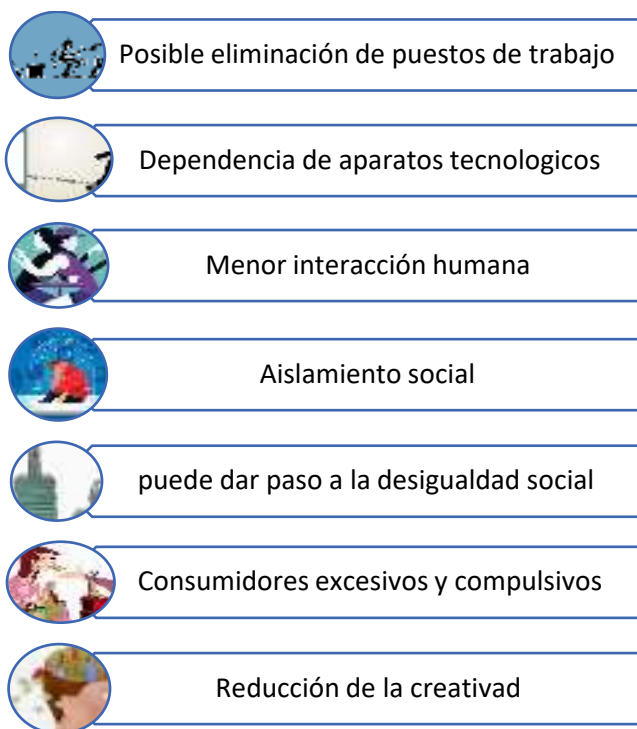 Posible eliminación de puestos de trabajo
Dependencia de aparatos tecnologicos
Menor interacción humana
Aislamiento social
puede dar paso a la desigualdad social
Consumidores excesivos y compulsivos
Reducción de la creativad